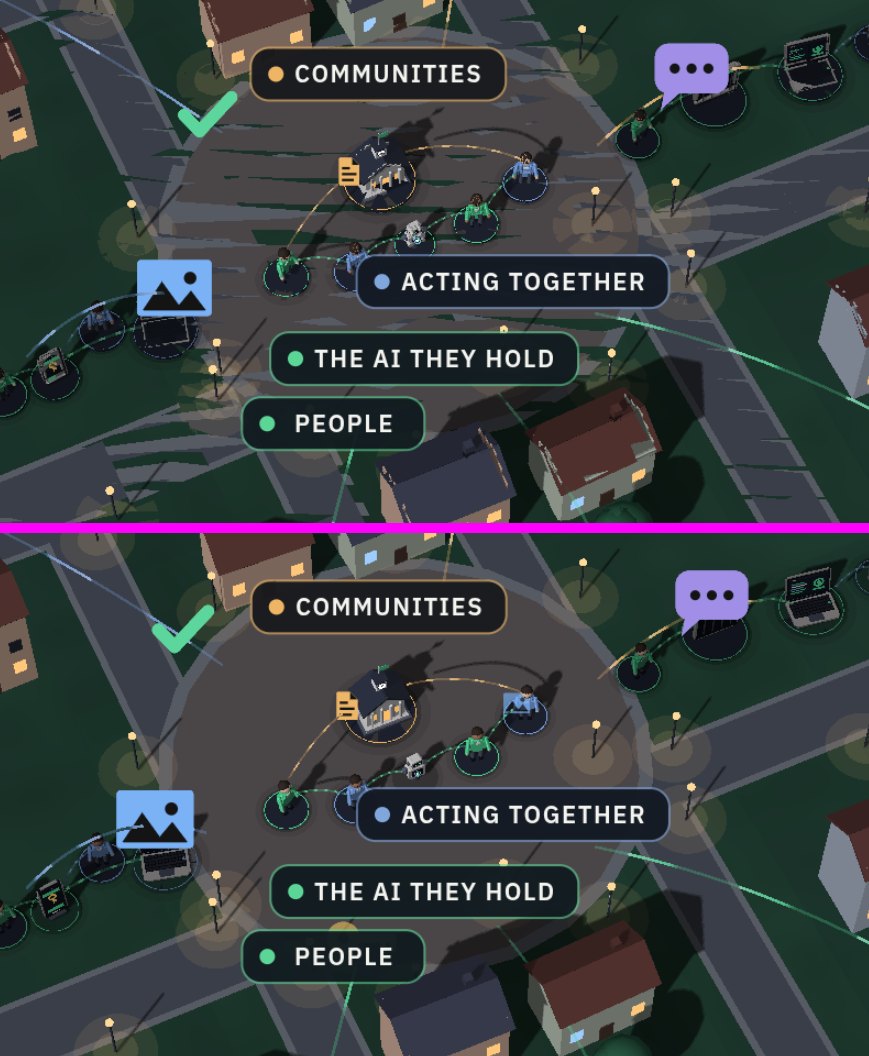 COMMUNITIES
ACTING TOGETHER
THE AI THEY HOLD
PEOPLE
COMMUNITIES
ACTING TOGETHER
THE AI THEY HOLD
PEOPLE